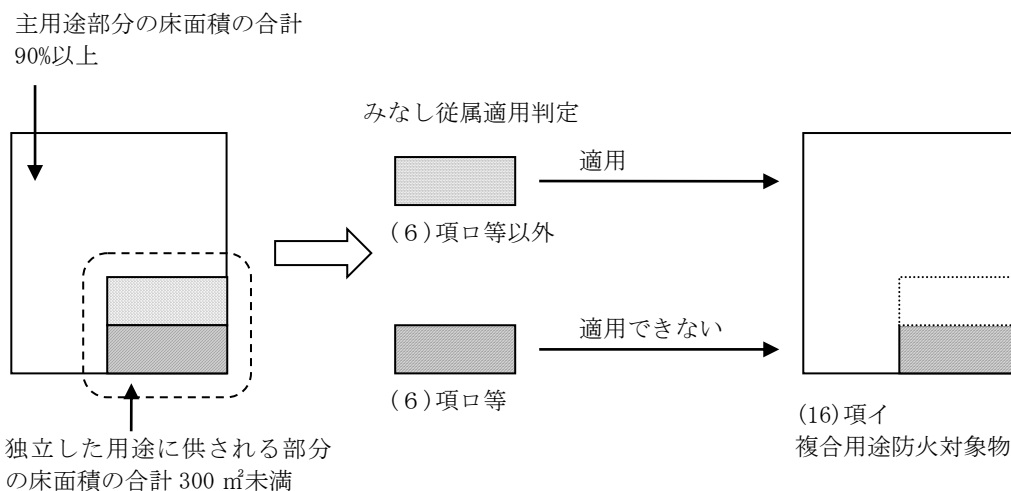 主用途部分の床面積の合計
90%以上
みなし従属適用判定
適用
(6)項ロ等以外
適用できない
(6)項ロ等
(16)項イ
複合用途防火対象物
独立した用途に供される部分
の床面積の合計 300 ㎡未満